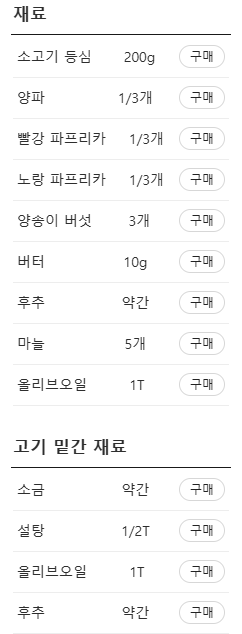 재료
소고기 등심 200g 구매
양파 1/3개 구매
빨강 파프리카 1/3개 구매
노랑 파프리카 1/3개 구매
양송이 버섯 3개 구매
버터 10g 구매
후추 약간 구매
마늘 5개 구매
올리브오일 1T 구매
고기 밑간 재료
소금 약간 구매
설탕 1/2T 구매
올리브오일 1T 구매
후추 약간 구매